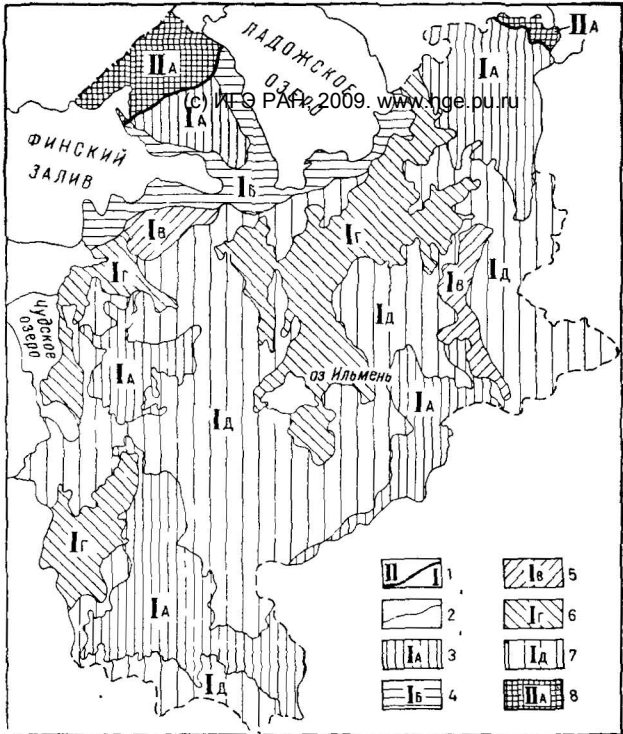 ЛАДОЖСКОЕ
ОЗЕРО
IIА
IIА
IА
(c) ИГЭ РАН, 2009. www.hge.pu.ru
IА
ФИНСКИЙ
ЗАЛИВ
IБ
IВ
IГ
IГ
IВ
IД
Чудское
озеро
IД
IА
оз Ильмень
IА
IД
IГ
IА
IД
II I 1
2
IА 3
IБ 4
IВ 5
IГ 6
IД 7
IIА 8